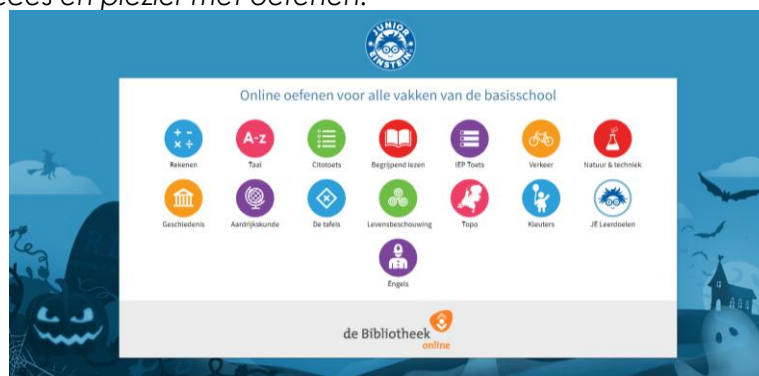 en plezier met oefenen.
JUNIOR
EINSTEIN
Online oefenen voor alle vakken van de basisschool
Rekenen
A-z
Taal
Citotoets
Begrijpend lezen
IEP Toets
Verkeer
Natuur & techniek
Geschiedenis
Aardrijkskunde
De tafels
Levensbeschouwing
Topo
Kleuters
JE Leerdoelen
Engels
de Bibliotheek
online